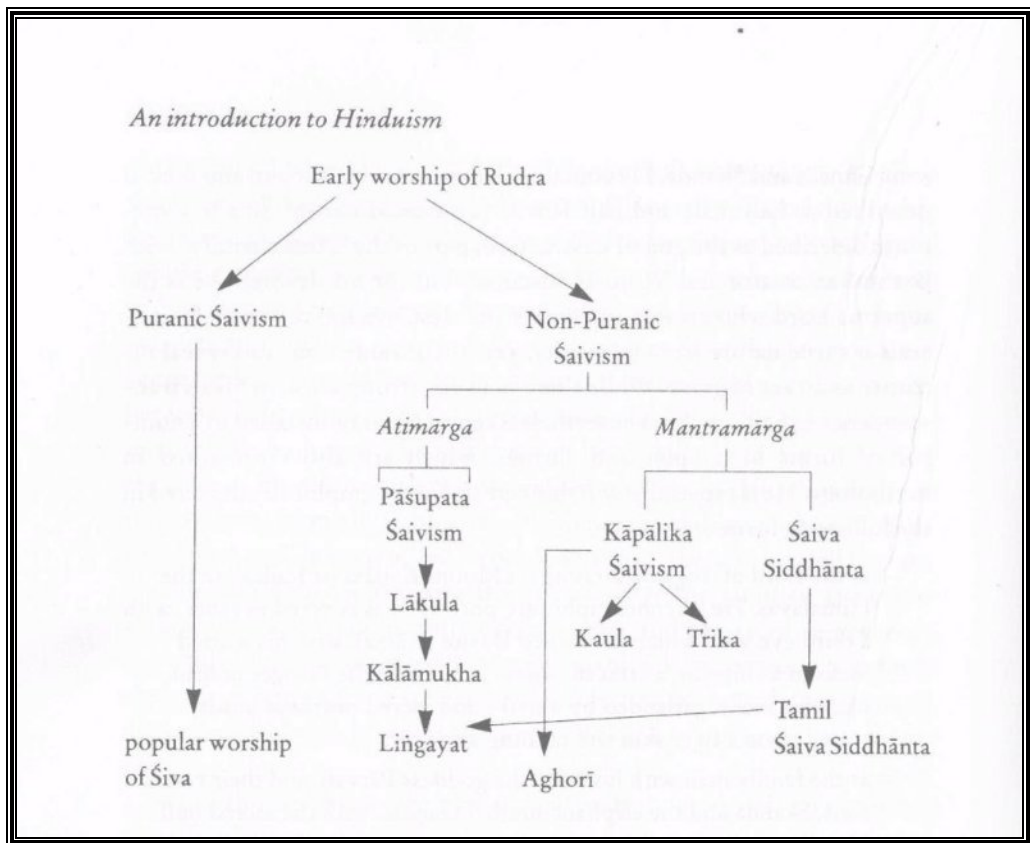 An introduction to Hinduism
Early worship of Rudra
Puranic Śaivism
Non-Puranic
Śaivism
Atimārga
Mantramārga
Pāśupata
Śaivism
Kāpālika
Śaivism
Śaiva
Siddhānta
Lākula
Kaula
Trika
Kālāmukha
Tamil
Śaiva Siddhānta
Liṅgayat
popular worship
of Śiva
Aghorī